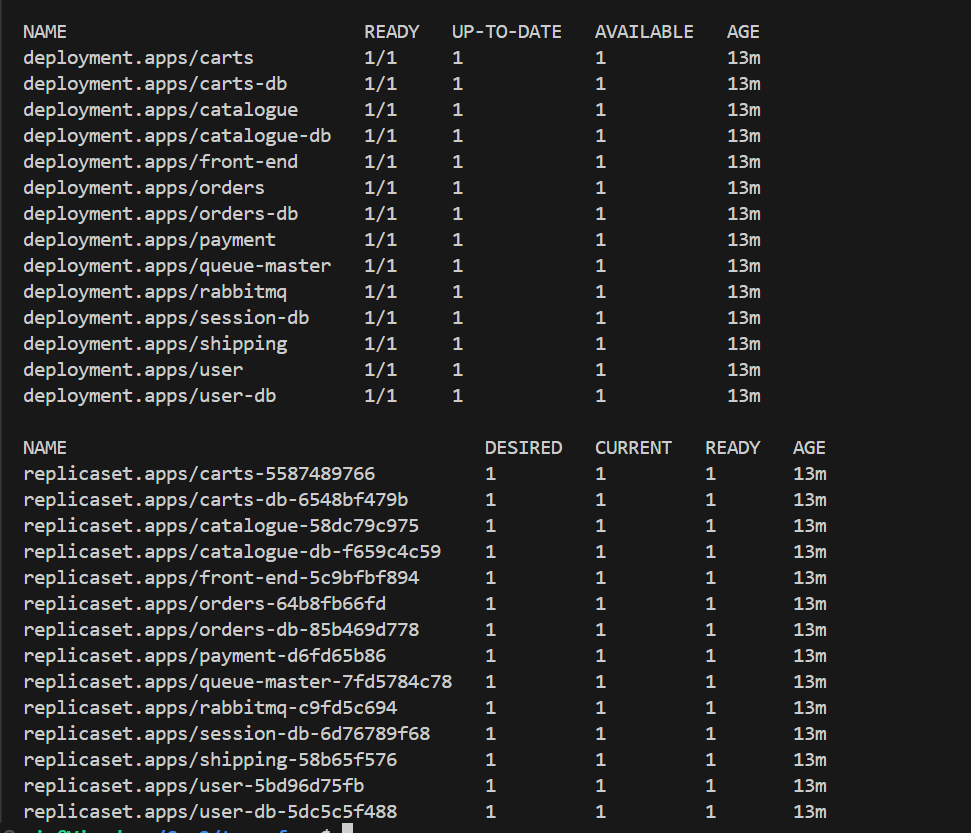 NAME READY UP-TO-DATE AVAILABLE AGE
deployment.apps/carts 1/1 1 1 13m
deployment.apps/carts-db 1/1 1 1 13m
deployment.apps/catalogue 1/1 1 1 13m
deployment.apps/catalogue-db 1/1 1 1 13m
deployment.apps/front-end 1/1 1 1 13m
deployment.apps/orders 1/1 1 1 13m
deployment.apps/orders-db 1/1 1 1 13m
deployment.apps/payment 1/1 1 1 13m
deployment.apps/queue-master 1/1 1 1 13m
deployment.apps/rabbitmq 1/1 1 1 13m
deployment.apps/session-db 1/1 1 1 13m
deployment.apps/shipping 1/1 1 1 13m
deployment.apps/user 1/1 1 1 13m
deployment.apps/user-db 1/1 1 1 13m
NAME DESIRED CURRENT READY AGE
replicaset.apps/carts-5587489766 1 1 1 13m
replicaset.apps/carts-db-6548bf479b 1 1 1 13m
replicaset.apps/catalogue-58dc79c975 1 1 1 13m
replicaset.apps/catalogue-db-f659c4c59 1 1 1 13m
replicaset.apps/front-end-5c9bfbf894 1 1 1 13m
replicaset.apps/orders-64b8fb66fd 1 1 1 13m
replicaset.apps/orders-db-85b469d778 1 1 1 13m
replicaset.apps/payment-d6fd65b86 1 1 1 13m
replicaset.apps/queue-master-7fd5784c78 1 1 1 13m
replicaset.apps/rabbitmq-c9fd5c694 1 1 1 13m
replicaset.apps/session-db-6d76789f68 1 1 1 13m
replicaset.apps/shipping-58b65f576 1 1 1 13m
replicaset.apps/user-5bd96d75fb 1 1 1 13m
replicaset.apps/user-db-5dc5c5f488 1 1 1 13m